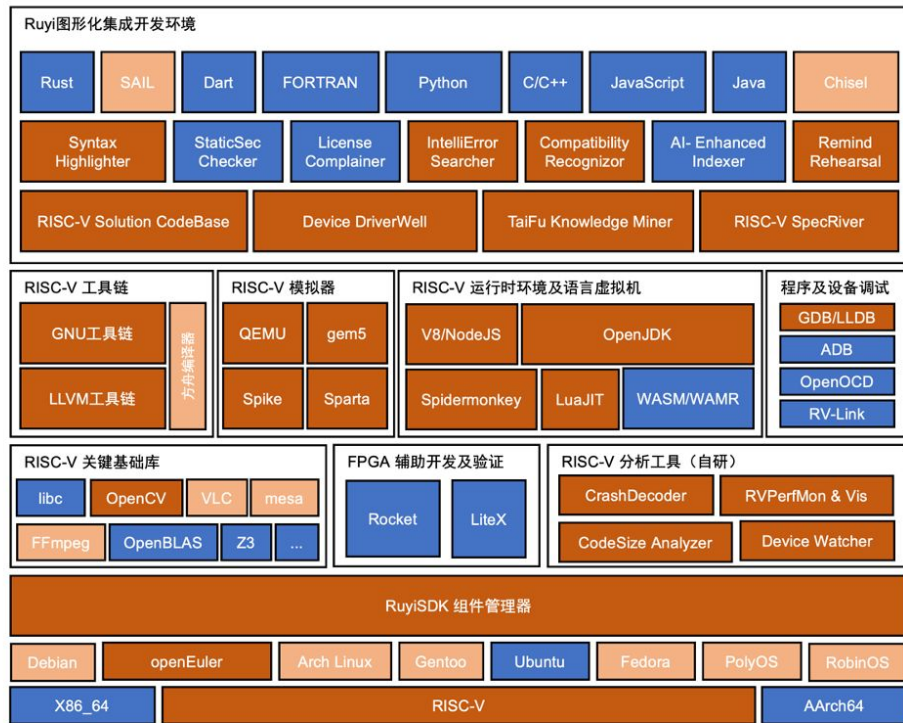 Ruyi图形化集成开发环境
Rust
SAIL
Dart
FORTRAN
Python
C/C++
JavaScript
Java
Chisel
Syntax
Highlighter
StaticSec
Checker
License
Complainer
IntelliError
Searcher
Compatibility
Recognizor
AI- Enhanced
Indexer
Remind
Rehearsal
RISC-V Solution CodeBase
Device DriverWell
TaiFu Knowledge Miner
RISC-V SpecRiver
RISC-V 工具链
GNU工具链
LLVM工具链
方舟编译器
RISC-V 模拟器
QEMU
gem5
Spike
Sparta
RISC-V 运行时环境及语言虚拟机
V8/NodeJS
OpenJDK
Spidermonkey
LuaJIT
WASM/WAMR
程序及设备调试
GDB/LLDB
ADB
OpenOCD
RV-Link
RISC-V 关键基础库
libc
OpenCV
VLC
mesa
FFmpeg
OpenBLAS
Z3
...
FPGA 辅助开发及验证
Rocket
LiteX
RISC-V 分析工具（自研）
CrashDecoder
RVPerfMon & Vis
CodeSize Analyzer
Device Watcher
RuyiSDK 组件管理器
Debian
openEuler
Arch Linux
Gentoo
Ubuntu
Fedora
PolyOS
RobinOS
X86_64
RISC-V
AArch64